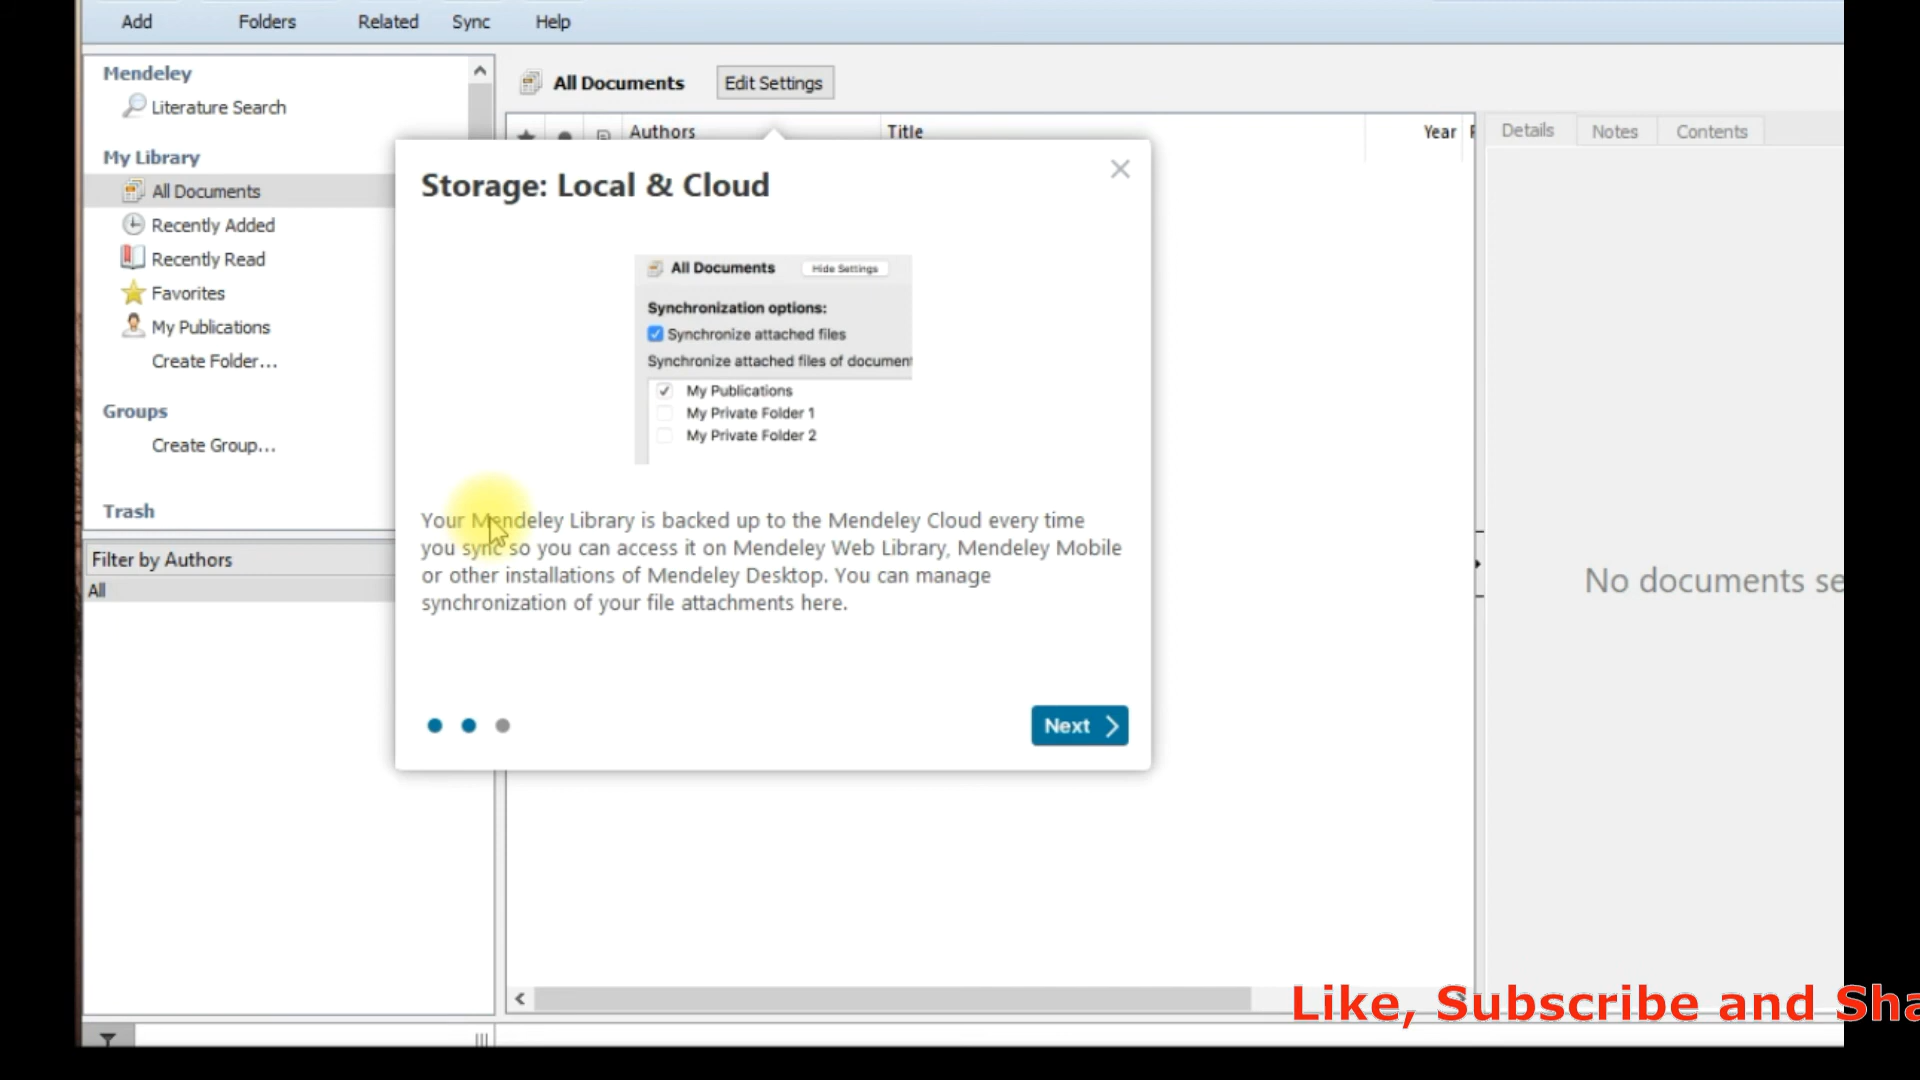 Add Folders Related Sync Help
Mendeley
Literature Search
My Library
All Documents
Recently Added
Recently Read
Favorites
My Publications
Create Folder...
Groups
Create Group...
Trash
Filter by Authors
All
All Documents Edit Settings
Authors Title Year
Details Notes Contents
Storage: Local & Cloud
All Documents Hide Settings
Synchronization options:
Synchronize attached files
Synchronize attached files of document
My Publications
My Private Folder 1
My Private Folder 2
Your Mendeley Library is backed up to the Mendeley Cloud every time
you sync so you can access it on Mendeley Web Library, Mendeley Mobile
or other installations of Mendeley Desktop. You can manage
synchronization of your file attachments here.
Next
No documents se
Like, Subscribe and Sha